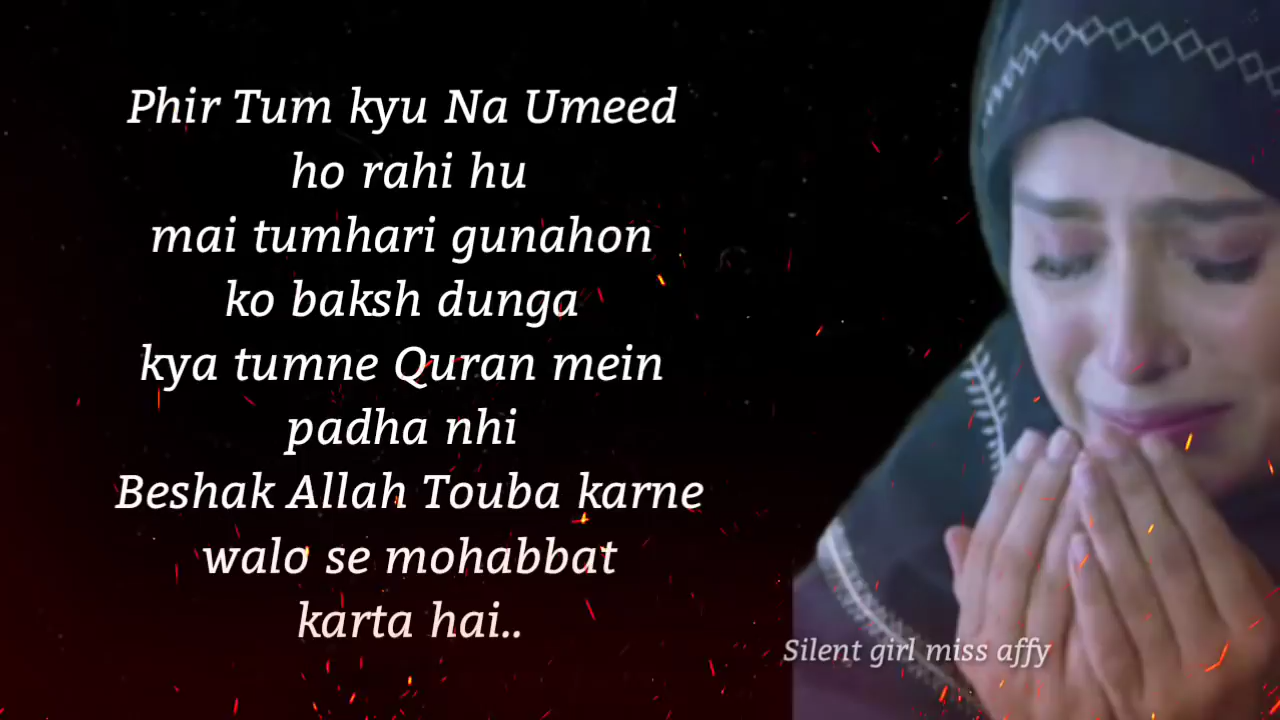 Phir Tum kyu Na Umeed
ho rahi hu
mai tumhari gunahon
ko baksh dunga
kya tumne Quran mein
padha nhi
Beshak Allah Touba karne
walo se mohabbat
karta hai..
Silent girl miss affy